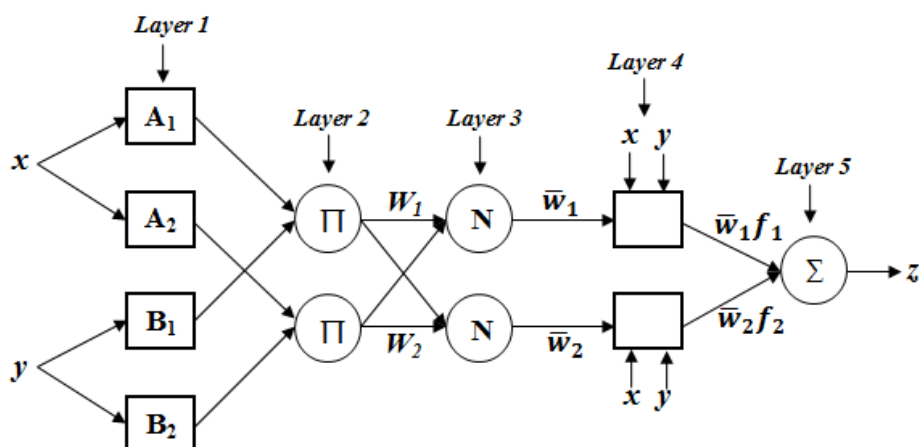 Layer 1
Layer 2
Layer 3
Layer 4
Layer 5
x
y
A₁
A₂
B₁
B₂
Π
Π
W₁
W₂
N
N
w̅₁
w̅₂
x y
x y
w̅₁f₁
w̅₂f₂
Σ
z